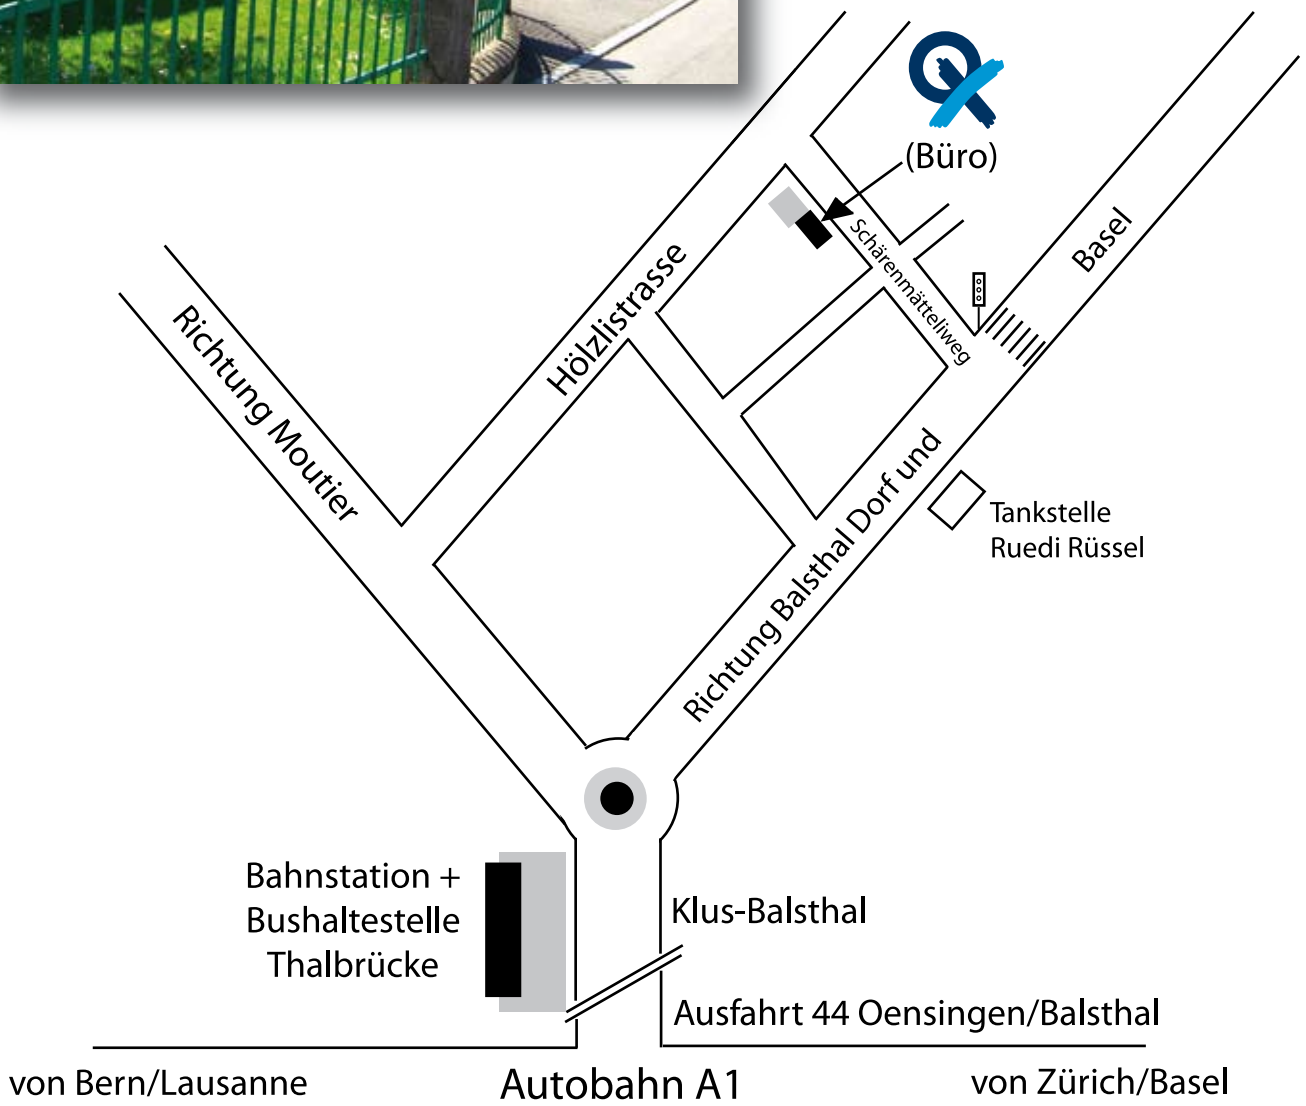 (Büro)
Basel
Schärenmätteliweg
Hölzlistrasse
Richtung Moutier
Richtung Balsthal Dorf und
Tankstelle
Ruedi Rüssel
Bahnstation +
Bushaltestelle
Thalbrücke
Klus-Balsthal
Ausfahrt 44 Oensingen/Balsthal
von Bern/Lausanne
Autobahn A1
von Zürich/Basel